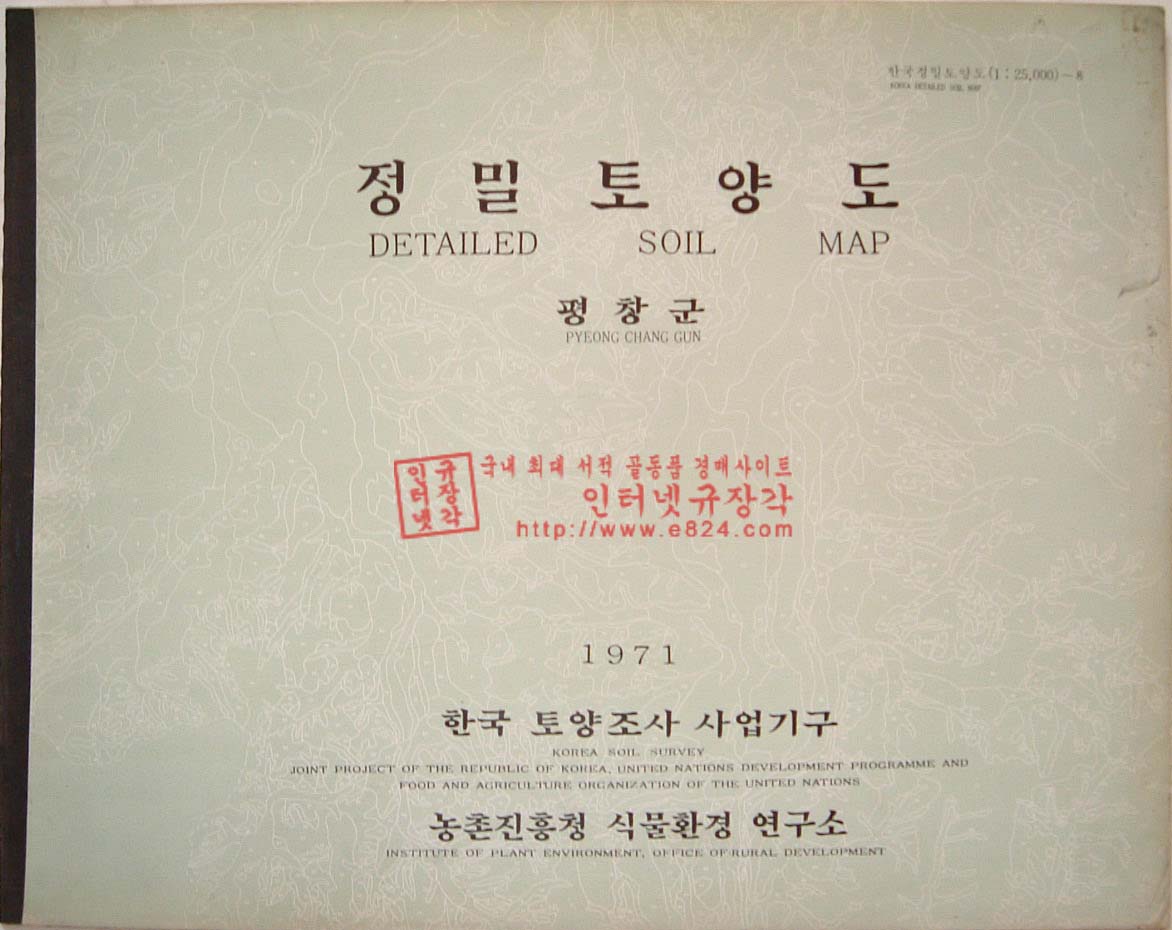 한국정밀토양도(1:25,000)-8
KOREA DETAILED SOIL MAP
정밀토양도
DETAILED SOIL MAP
평창군
PYEONG CHANG GUN
인규
터장
넷각
국내 최대 서적 골동품 경매사이트
인터넷규장각
http://www.e824.com
1971
한국 토양조사 사업기구
KOREA SOIL SURVEY
JOINT PROJECT OF THE REPUBLIC OF KOREA, UNITED NATIONS DEVELOPMENT PROGRAMME AND
FOOD AND AGRICULTURE ORGANIZATION OF THE UNITED NATIONS
농촌진흥청 식물환경 연구소
INSTITUTE OF PLANT ENVIRONMENT, OFFICE OF RURAL DEVELOPMENT